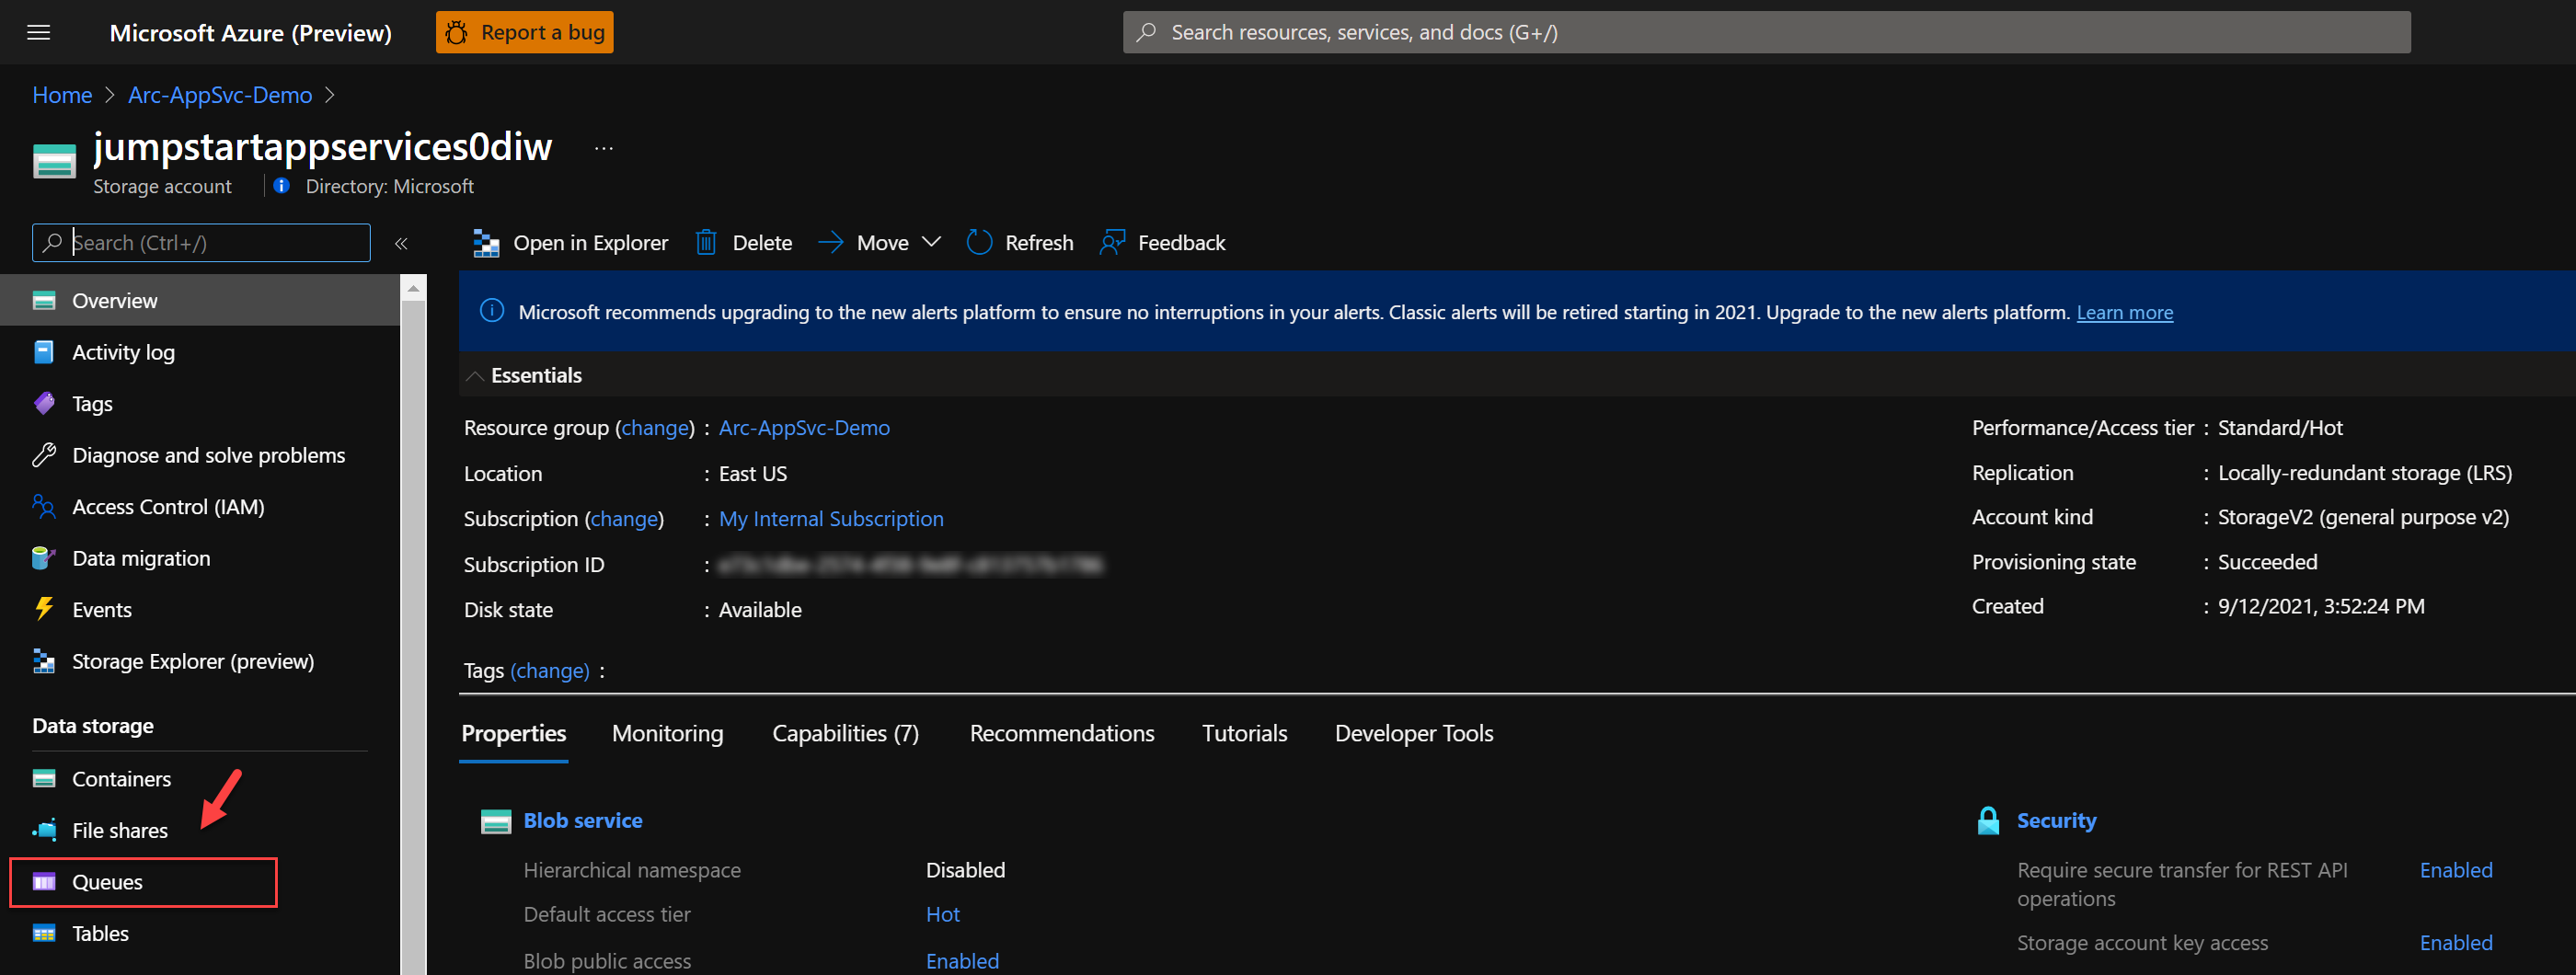 Microsoft Azure (Preview) Report a bug Search resources, services, and docs (G+/)
Home > Arc-AppSvc-Demo >
jumpstartappservices0diw ...
Storage account Directory: Microsoft
Search (Ctrl+/) «
Open in Explorer Delete Move Refresh Feedback
Overview
Activity log
Tags
Diagnose and solve problems
Access Control (IAM)
Data migration
Events
Storage Explorer (preview)
Data storage
Containers
File shares
Queues
Tables
Microsoft recommends upgrading to the new alerts platform to ensure no interruptions in your alerts. Classic alerts will be retired starting in 2021. Upgrade to the new alerts platform. Learn more
Essentials
Resource group (change) : Arc-AppSvc-Demo
Location : East US
Subscription (change) : My Internal Subscription
Subscription ID :
Disk state : Available
Performance/Access tier : Standard/Hot
Replication : Locally-redundant storage (LRS)
Account kind : StorageV2 (general purpose v2)
Provisioning state : Succeeded
Created : 9/12/2021, 3:52:24 PM
Tags (change) :
Properties Monitoring Capabilities (7) Recommendations Tutorials Developer Tools
Blob service
Hierarchical namespace Disabled
Default access tier Hot
Blob public access Enabled
Security
Require secure transfer for REST API Enabled
operations
Storage account key access Enabled